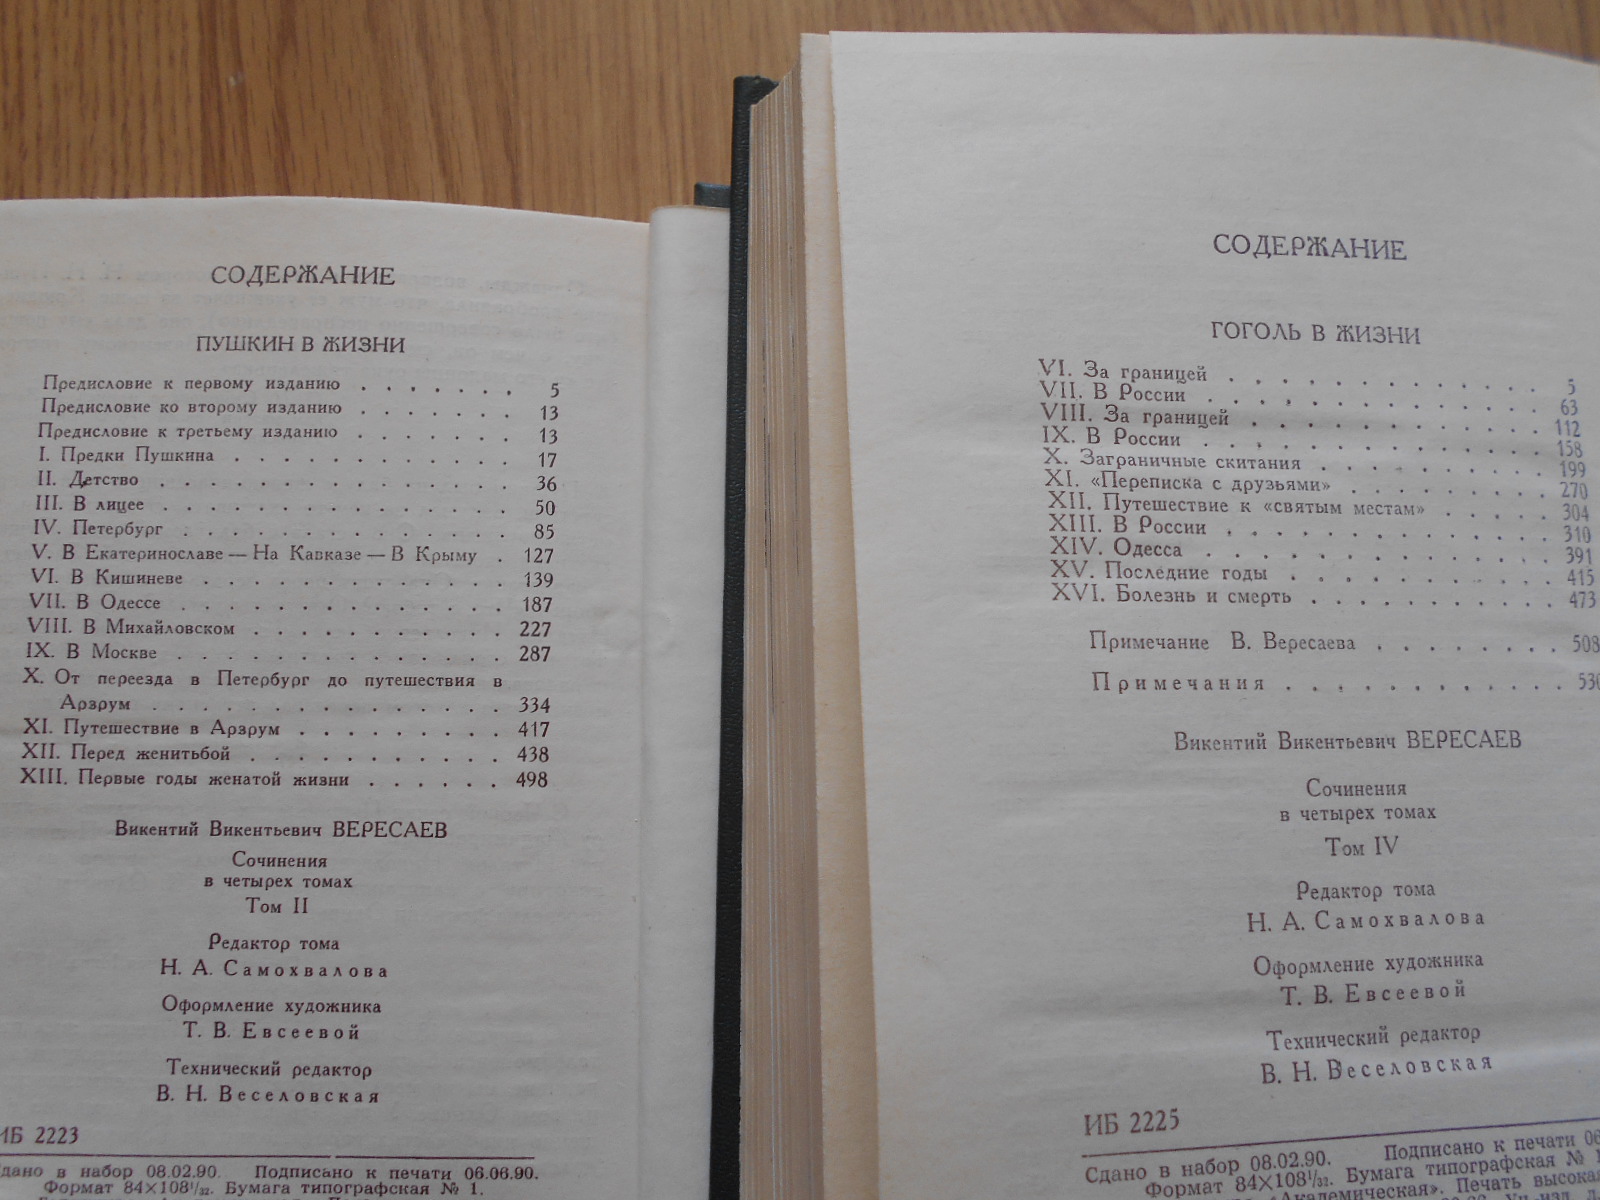 СОДЕРЖАНИЕ
ПУШКИН В ЖИЗНИ
Предисловие к первому изданию . . . . . . . 5
Предисловие ко второму изданию . . . . . . . 13
Предисловие к третьему изданию . . . . . . . 13
I. Предки Пушкина . . . . . . . . . . . . 17
II. Детство . . . . . . . . . . . . . . . 36
III. В лицее . . . . . . . . . . . . . . 50
IV. Петербург . . . . . . . . . . . . . 85
V. В Екатеринославе — На Кавказе — В Крыму . 127
VI. В Кишиневе . . . . . . . . . . . . 139
VII. В Одессе . . . . . . . . . . . . . 187
VIII. В Михайловском . . . . . . . . . . 227
IX. В Москве . . . . . . . . . . . . . 287
X. От переезда в Петербург до путешествия в
Арзрум . . . . . . . . . . . . . . 334
XI. Путешествие в Арзрум . . . . . . . . 417
XII. Перед женитьбой . . . . . . . . . . 438
XIII. Первые годы женатой жизни . . . . . . 498
Викентий Викентьевич ВЕРЕСАЕВ
Сочинения
в четырех томах
Том II
Редактор тома
Н. А. Самохвалова
Оформление художника
Т. В. Евсеевой
Технический редактор
В. Н. Веселовская
ИБ 2223
Сдано в набор 08.02.90. Подписано к печати 06.06.90.
Формат 84×108 1/32. Бумага типографская № 1.
СОДЕРЖАНИЕ
ГОГОЛЬ В ЖИЗНИ
VI. За границей . . . . . . . . . . . . 5
VII. В России . . . . . . . . . . . . . 63
VIII. За границей . . . . . . . . . . . 112
IX. В России . . . . . . . . . . . . . 158
X. Заграничные скитания . . . . . . . . . 199
XI. «Переписка с друзьями» . . . . . . . . 270
XII. Путешествие к «святым местам» . . . . . 304
XIII. В России . . . . . . . . . . . . . 310
XIV. Одесса . . . . . . . . . . . . . . 391
XV. Последние годы . . . . . . . . . . . 415
XVI. Болезнь и смерть . . . . . . . . . . 473
Примечание В. Вересаева . . . . . . . . 508
Примечания . . . . . . . . . . . . 530
Викентий Викентьевич ВЕРЕСАЕВ
Сочинения
в четырех томах
Том IV
Редактор тома
Н. А. Самохвалова
Оформление художника
Т. В. Евсеевой
Технический редактор
В. Н. Веселовская
ИБ 2225
Сдано в набор 08.02.90. Подписано к печати
Формат 84×108 1/32. Бумага типографская №
«Академическая». Печать высокая